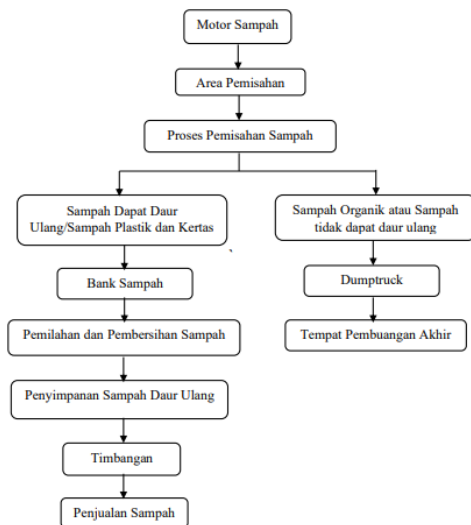 Motor Sampah
Area Pemisahan
Proses Pemisahan Sampah
Sampah Dapat Daur
Ulang/Sampah Plastik dan Kertas
Sampah Organik atau Sampah
tidak dapat daur ulang
Bank Sampah
Dumptruck
Pemilahan dan Pembersihan Sampah
Tempat Pembuangan Akhir
Penyimpanan Sampah Daur Ulang
Timbangan
Penjualan Sampah